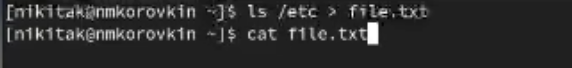 [nikitak@nmkorovkin ~]$ ls /etc > file.txt
[nikitak@nmkorovkin ~]$ cat file.txt